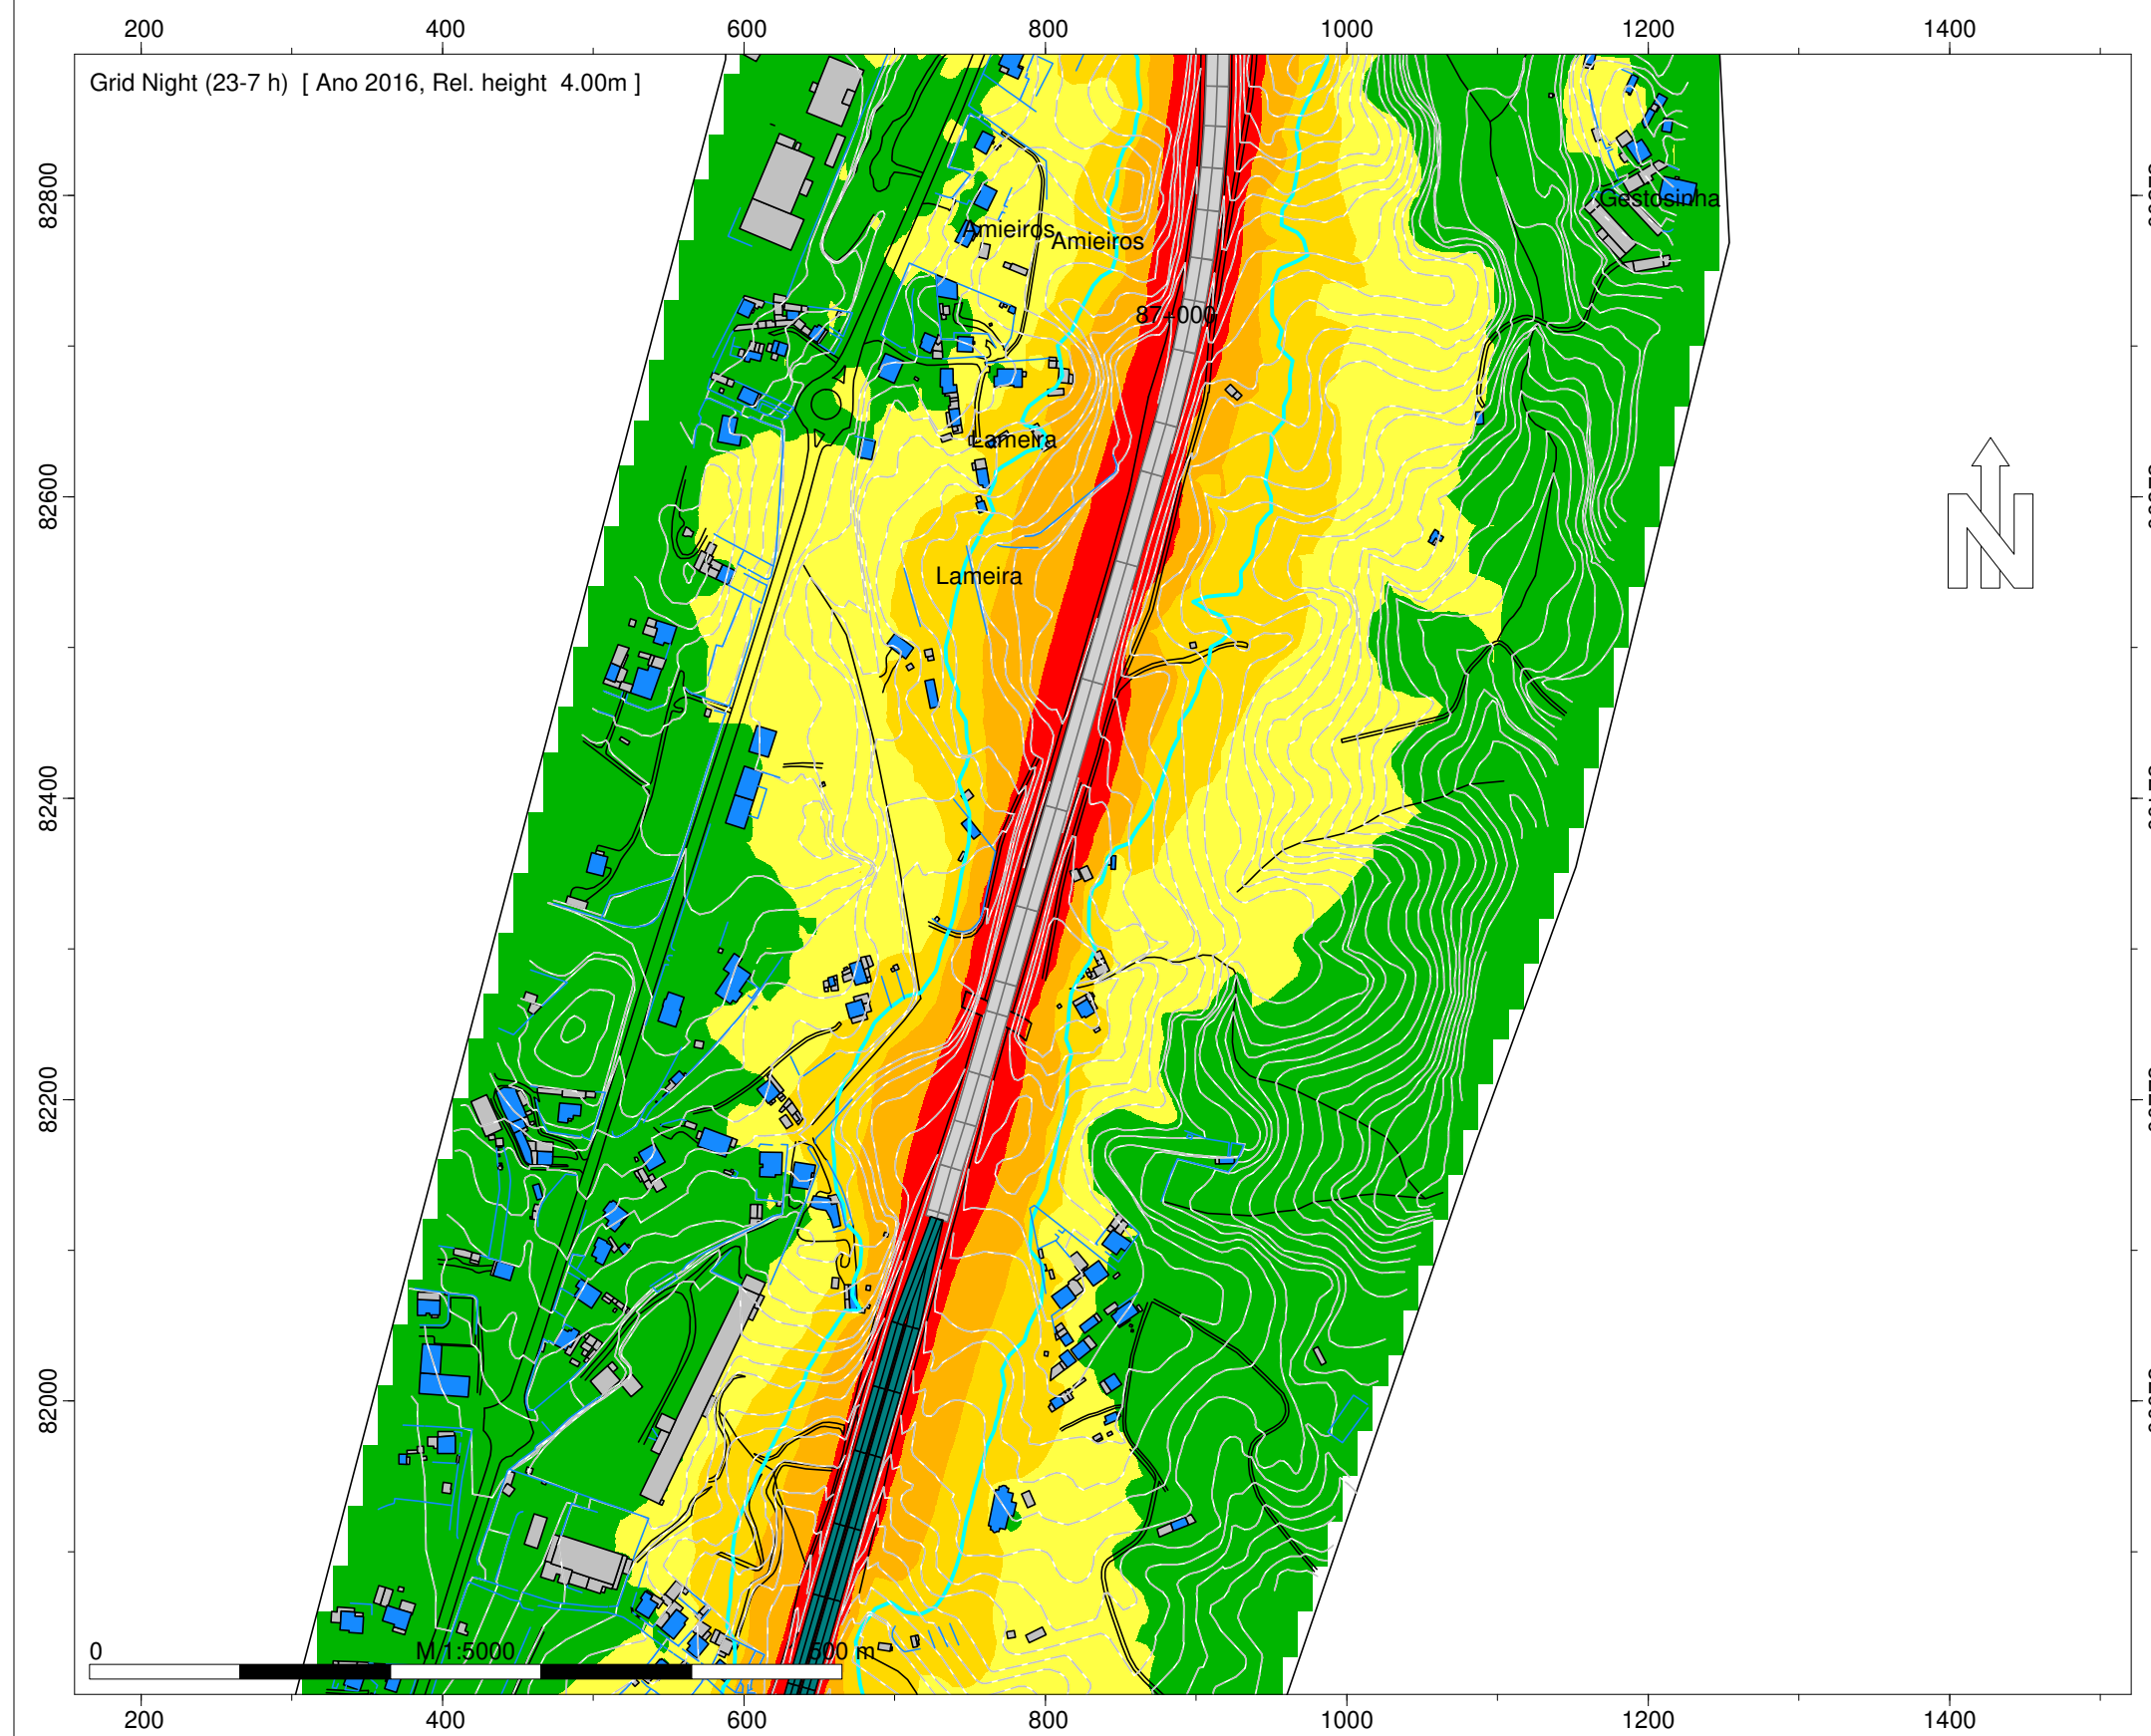 200 400 600 800 1000 1200 1400
Grid Night (23-7 h) [ Ano 2016, Rel. height 4.00m ]
82800
Gestosinha
Amieiros
Amieiros
87+000
82600
Lameira
Lameira
N
82400
82200
82000
0 M 1:5000 500 m
200 400 600 800 1000 1200 1400